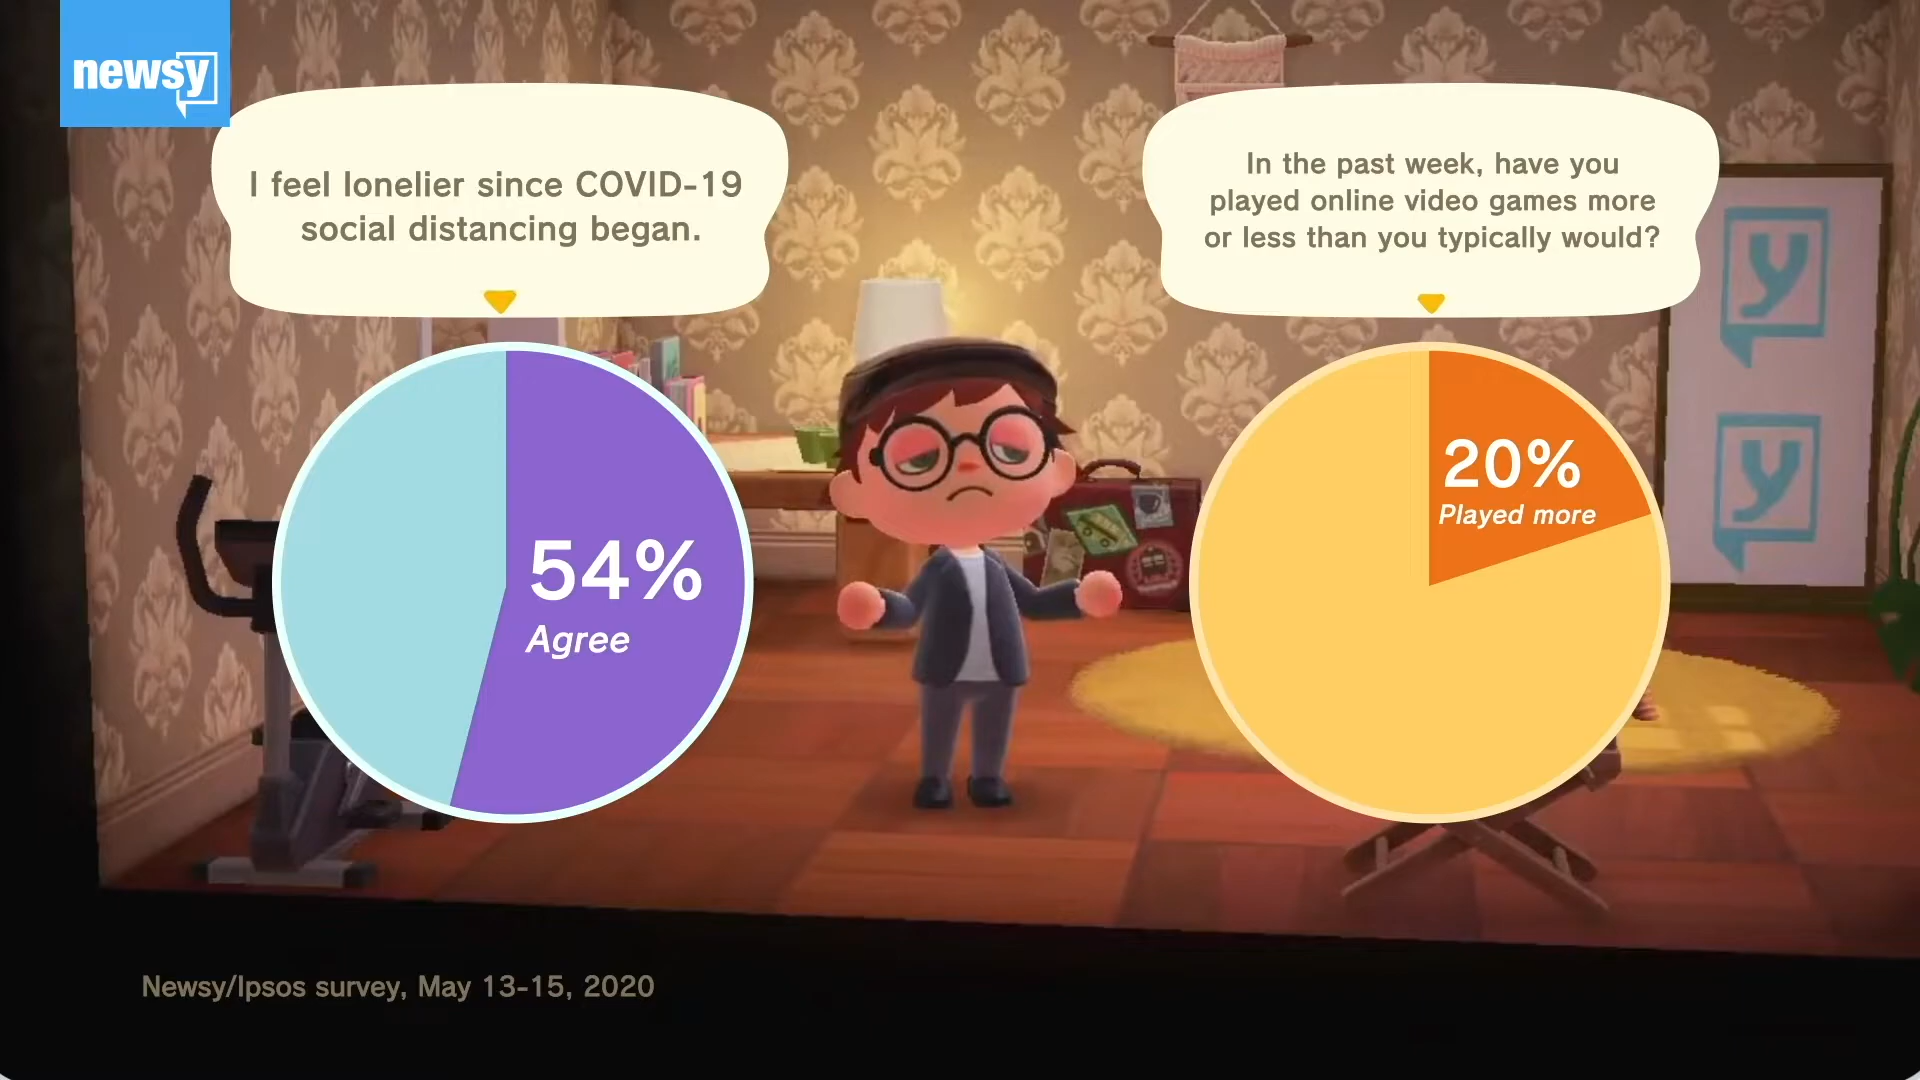 newsy
I feel lonelier since COVID-19
social distancing began.
54%
Agree
In the past week, have you
played online video games more
or less than you typically would?
20%
Played more
y
y
Newsy/Ipsos survey, May 13-15, 2020